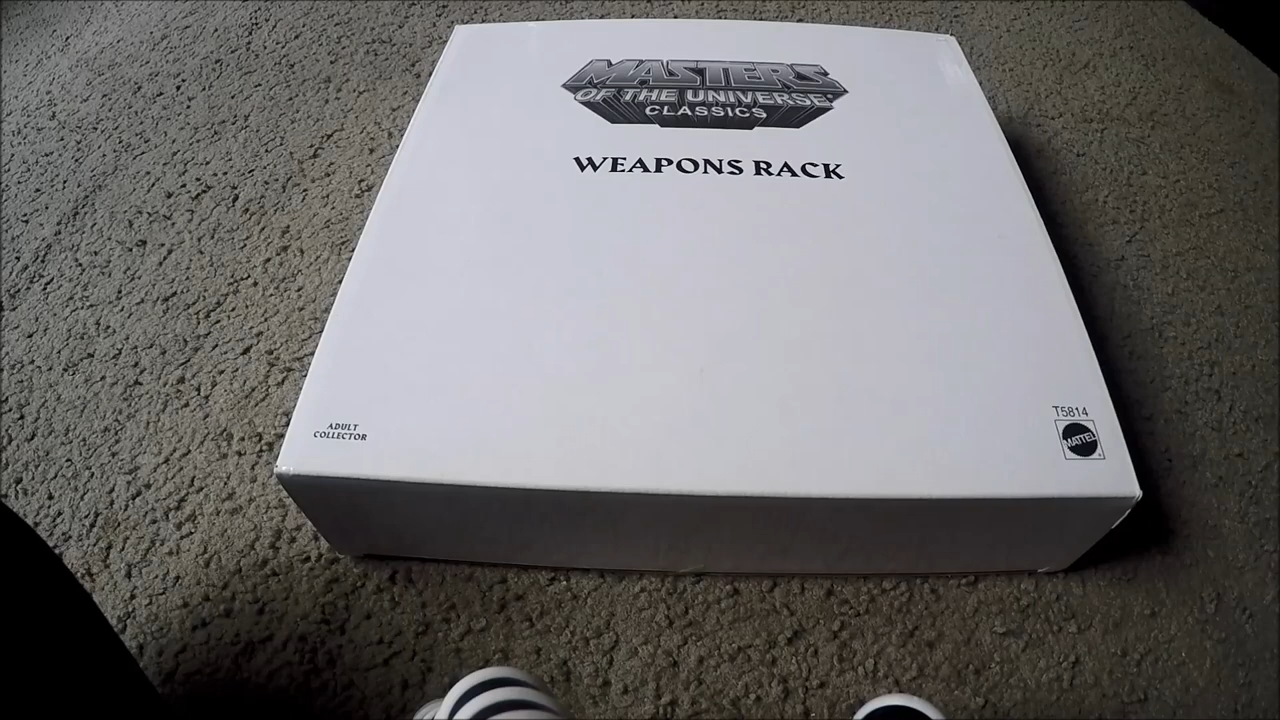 MASTERS
OF THE UNIVERSE
CLASSICS
WEAPONS RACK
ADULT
COLLECTOR
T5814
MATTEL